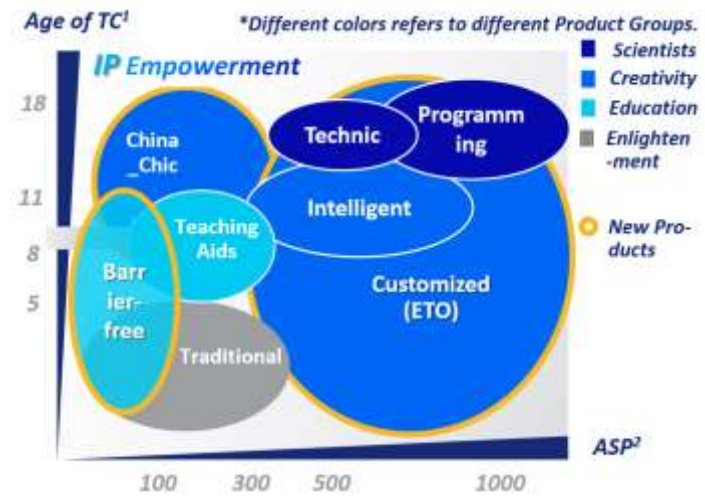 Age of TC1
*Different colors refers to different Product Groups.
IP Empowerment
Scientists
Creativity
Education
Enlighten
-ment
New Pro-
ducts
18
11
8
5
China
_Chic
Technic
Programm
ing
Intelligent
Teaching
Aids
Barr
ier-
free
Customized
(ETO)
Traditional
ASP2
100
300
500
1000